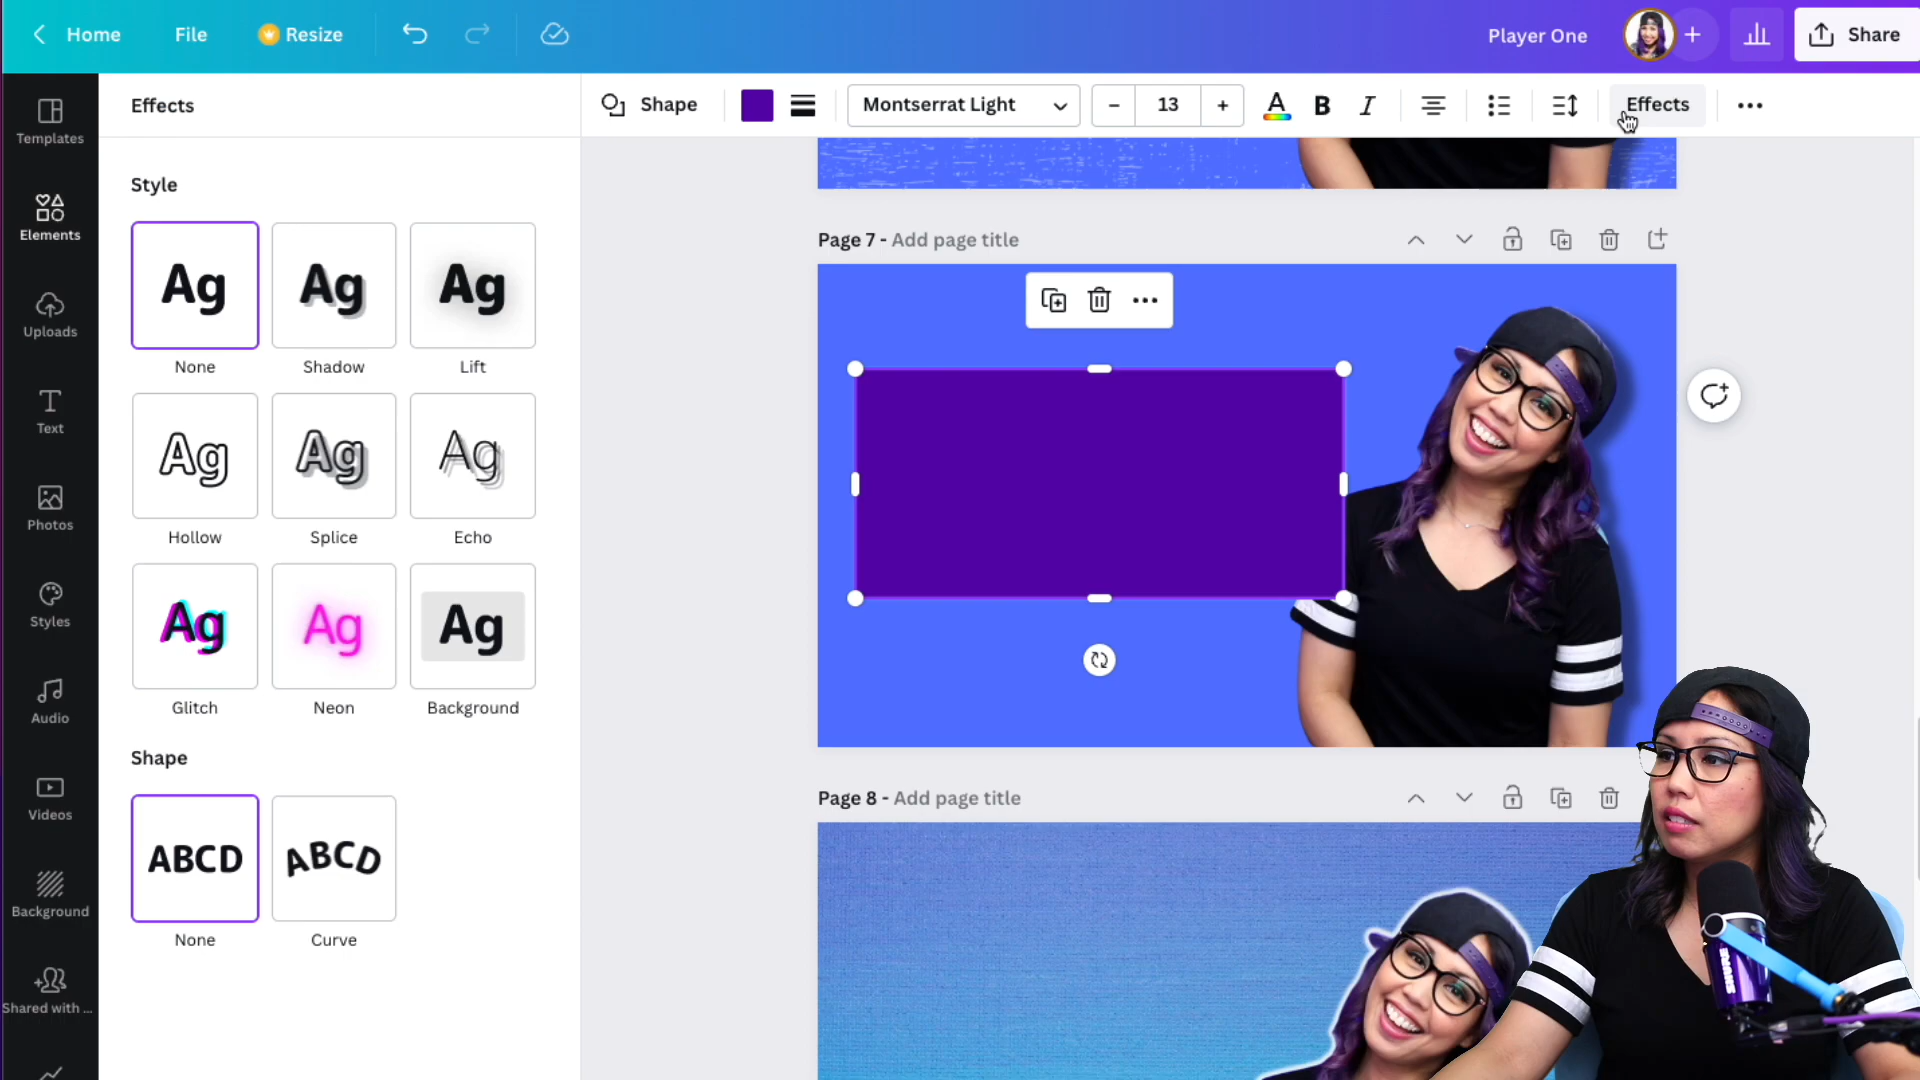 Home File Resize Player One Share
Effects Shape Montserrat Light − 13 + A B I Effects
Templates
Elements
Uploads
Text
Photos
Styles
Audio
Videos
Background
Shared with ...
Style
Ag Ag Ag
None Shadow Lift
Ag Ag Ag
Hollow Splice Echo
Ag Ag Ag
Glitch Neon Background
Shape
ABCD ABCD
None Curve
Page 7 - Add page title
Page 8 - Add page title